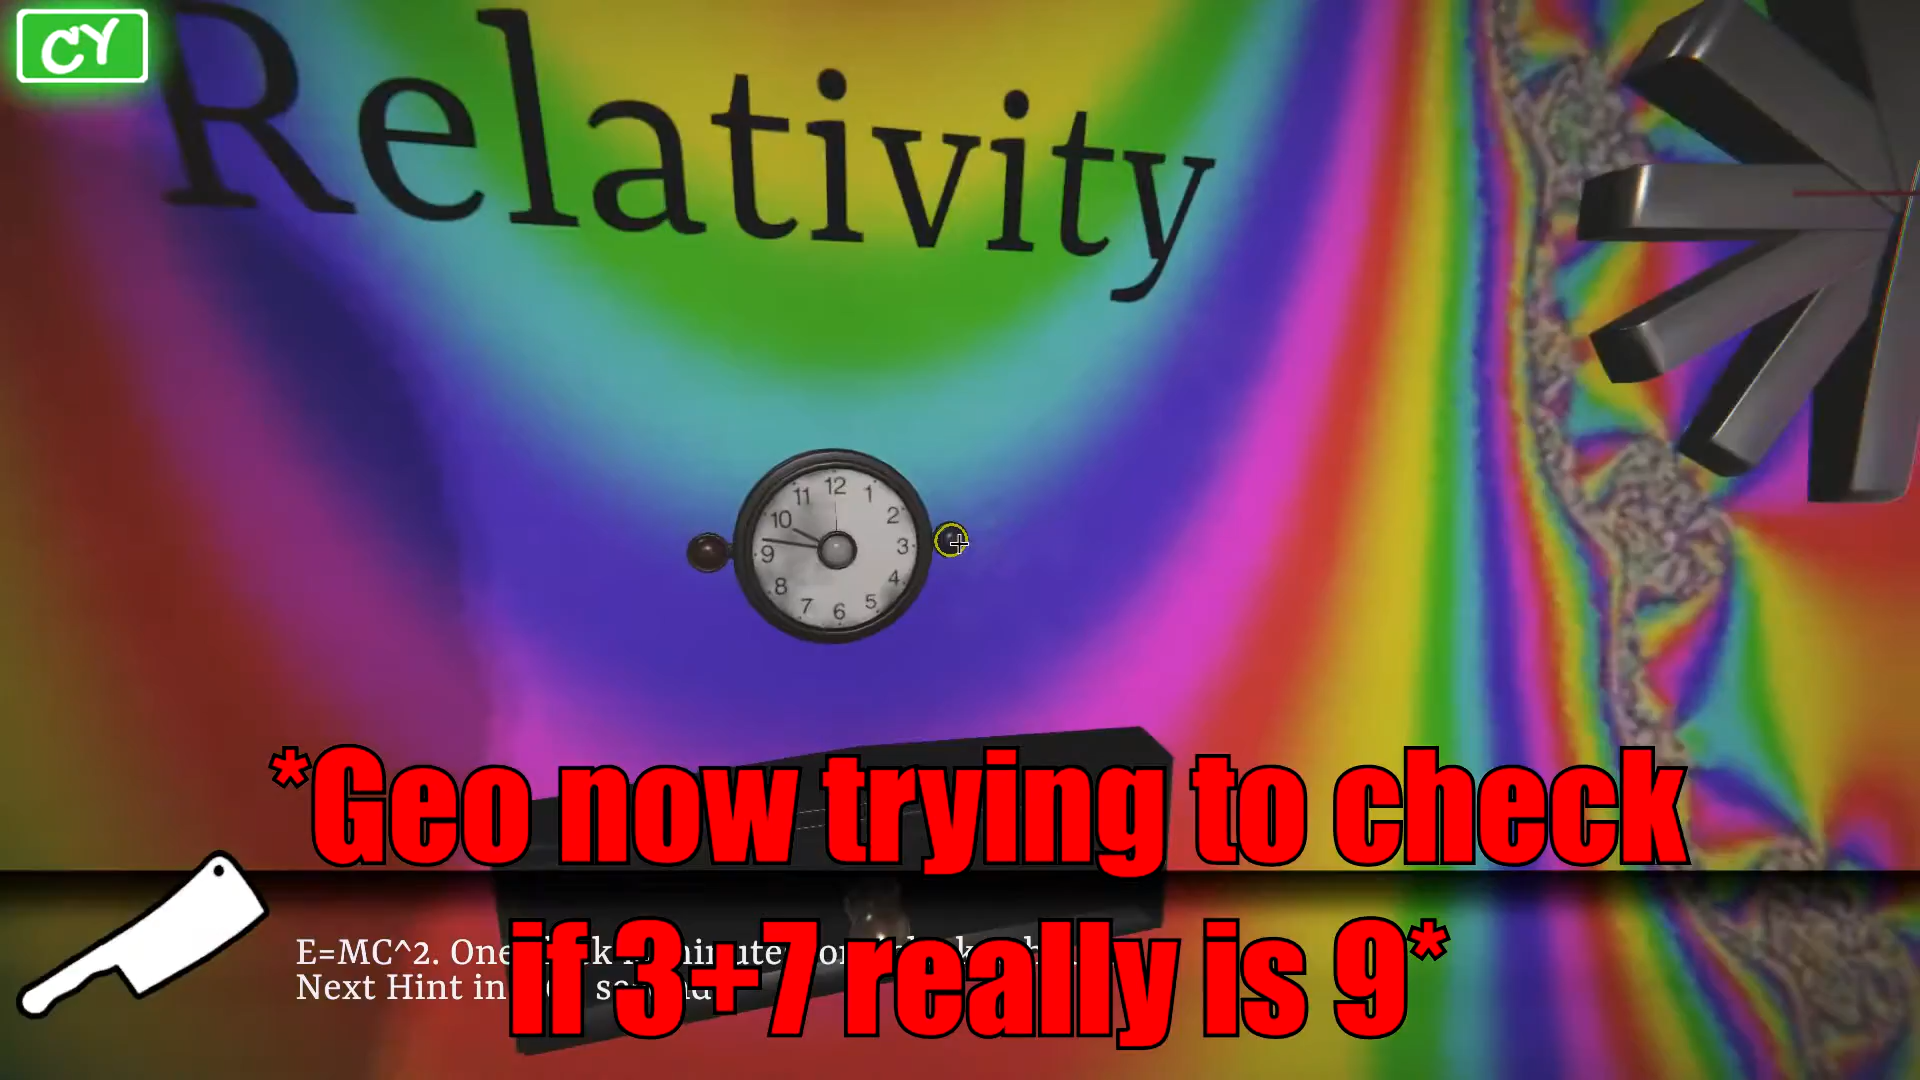 CY
Relativity
11 12 1
10 2
9 3
8 4
7 6 5
*Geo now trying to check
if 3+7 really is 9*
E=MC^2. One
Next Hint in